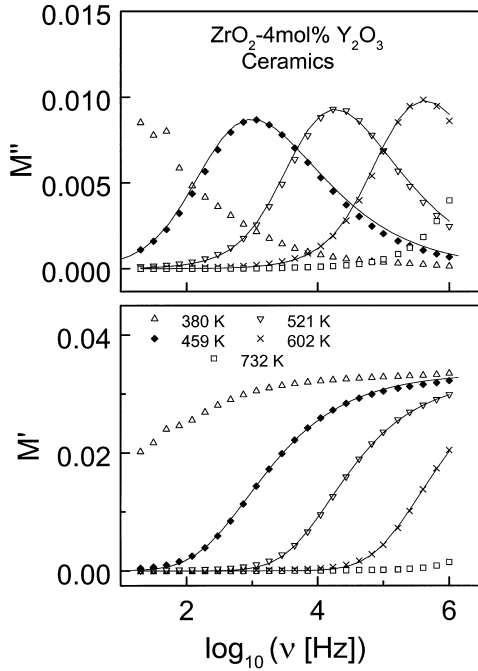 0.015
ZrO₂-4mol% Y₂O₃
Ceramics
0.010
M"
0.005
0.000
0.04
380 K
521 K
459 K
602 K
732 K
M'
0.02
0.00
2
4
6
log₁₀ (ν [Hz])